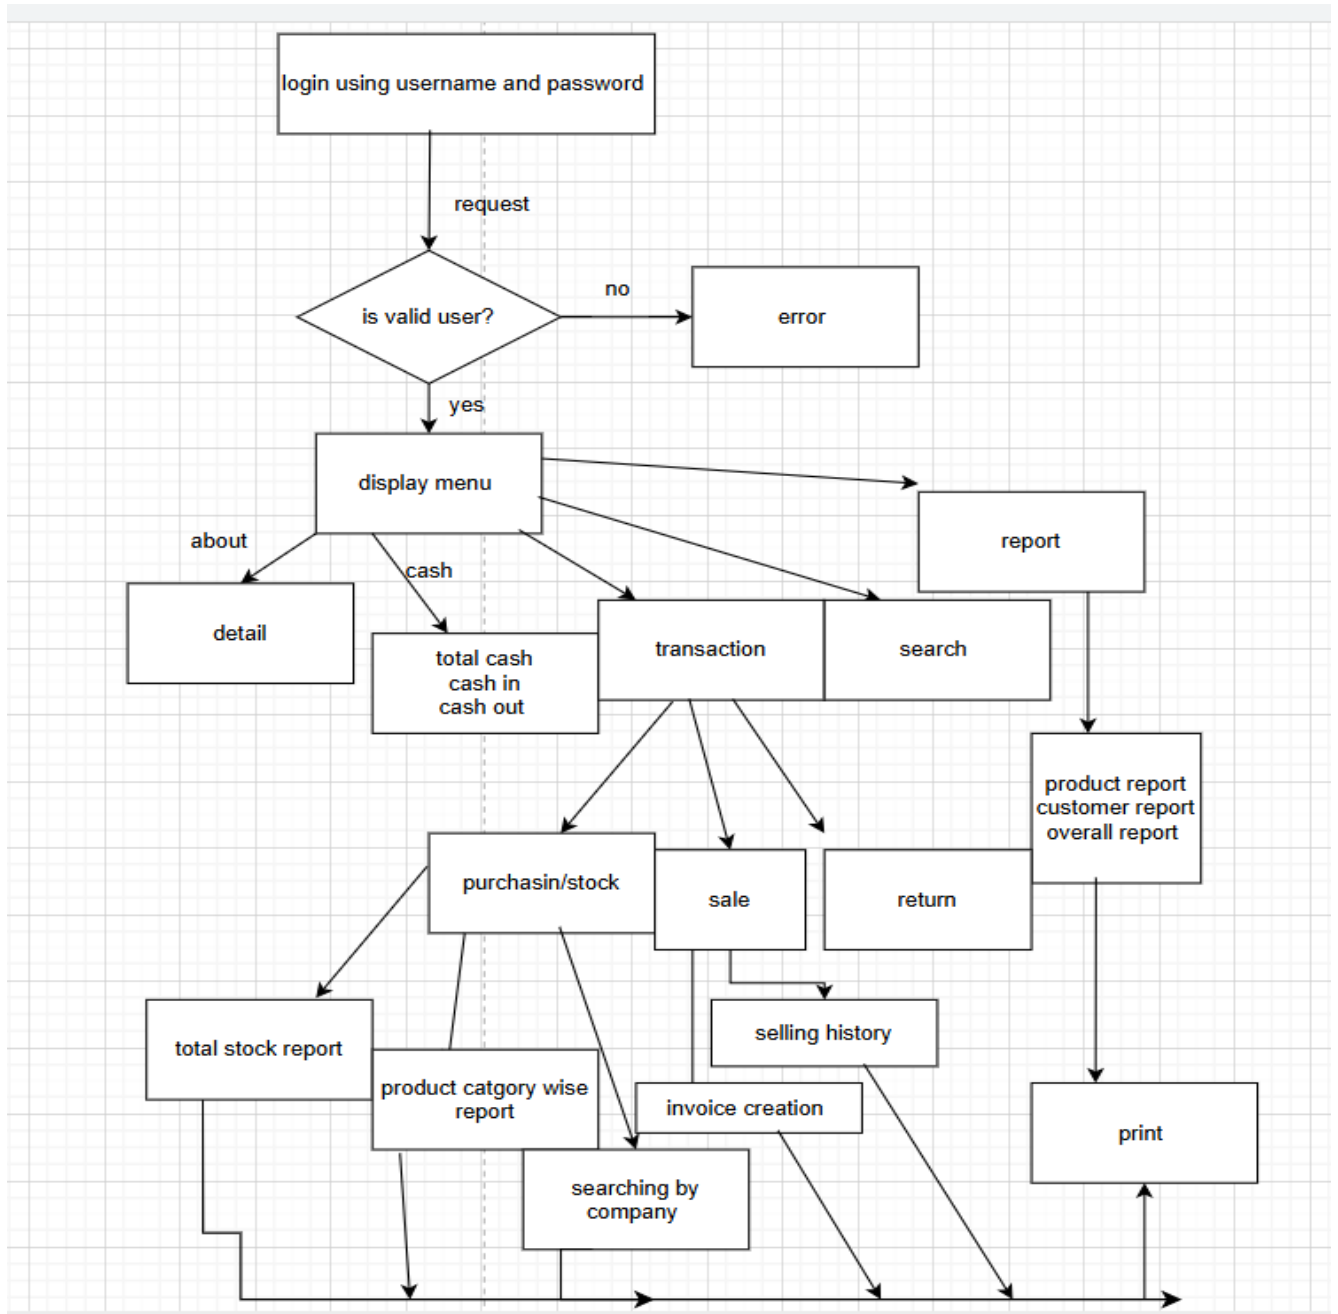 login using username and password
request
is valid user?
no
error
yes
display menu
about
cash
report
detail
total cash
cash in
cash out
transaction
search
product report
customer report
overall report
purchasin/stock
sale
return
total stock report
selling history
product catgory wise
report
invoice creation
print
searching by
company